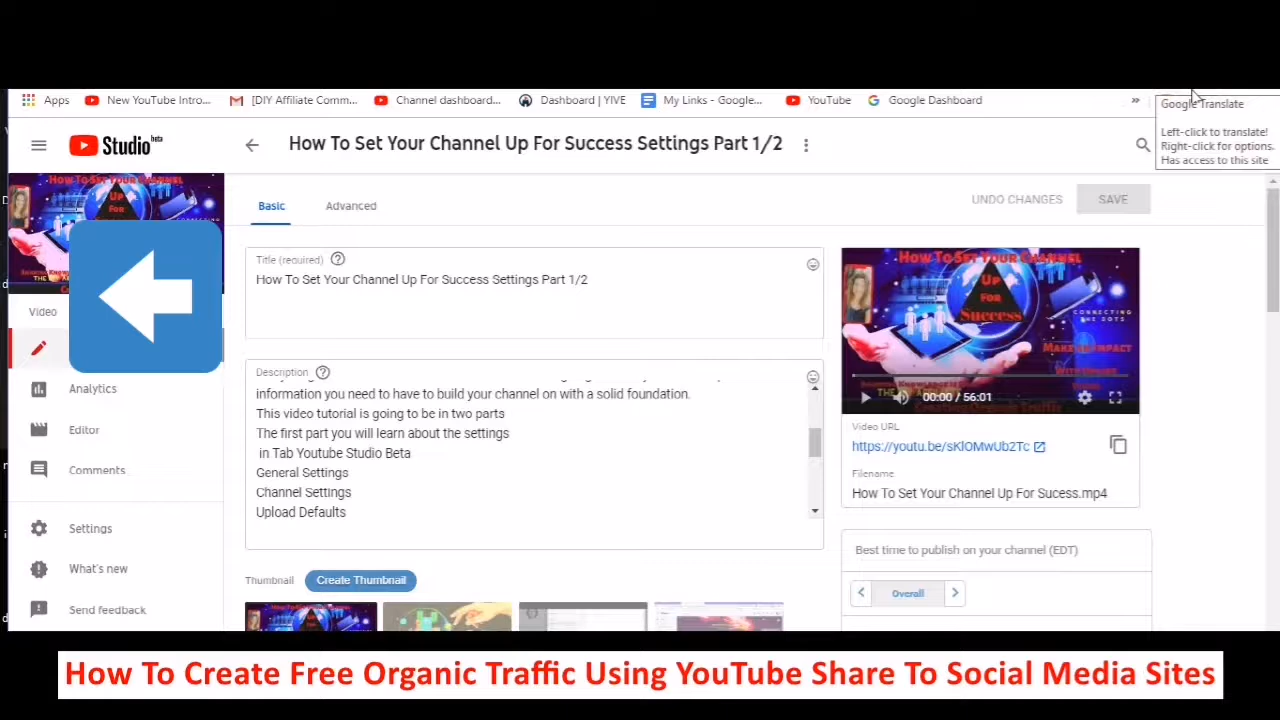 Apps
New YouTube Intro...
[DIY Affiliate Comm...
Channel dashboard...
Dashboard | YIVE
My Links - Google...
YouTube
Google Dashboard
»
Google Translate
Left-click to translate!
Right-click for options.
Has access to this site
Studio beta
How To Set Your Channel Up For Success Settings Part 1/2
Basic
Advanced
UNDO CHANGES
SAVE
Video
Analytics
Editor
Comments
Settings
What's new
Send feedback
Title (required)
How To Set Your Channel Up For Success Settings Part 1/2
Description
information you need to have to build your channel on with a solid foundation.
This video tutorial is going to be in two parts
The first part you will learn about the settings
in Tab Youtube Studio Beta
General Settings
Channel Settings
Upload Defaults
Thumbnail
Create Thumbnail
How To Set Your Channel
Up
For
Success
CONNECTING
THE DOTS
Make An Impact
Creating Organic Traffic
00:00 / 56:01
Video URL
https://youtu.be/sKlOMwUb2Tc
Filename
How To Set Your Channel Up For Sucess.mp4
Best time to publish on your channel (EDT)
Overall
How To Create Free Organic Traffic Using YouTube Share To Social Media Sites